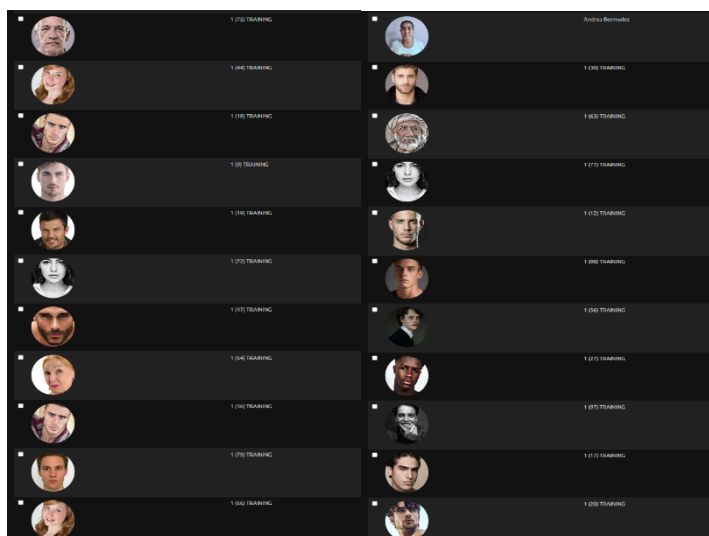 1 (73) TRAINING
1 (44) TRAINING
1 (18) TRAINING
1 (0) TRAINING
1 (19) TRAINING
1 (72) TRAINING
1 (47) TRAINING
1 (64) TRAINING
1 (16) TRAINING
1 (79) TRAINING
1 (66) TRAINING
Andrea Bermudez
1 (30) TRAINING
1 (63) TRAINING
1 (77) TRAINING
1 (12) TRAINING
1 (98) TRAINING
1 (56) TRAINING
1 (27) TRAINING
1 (97) TRAINING
1 (17) TRAINING
1 (20) TRAINING